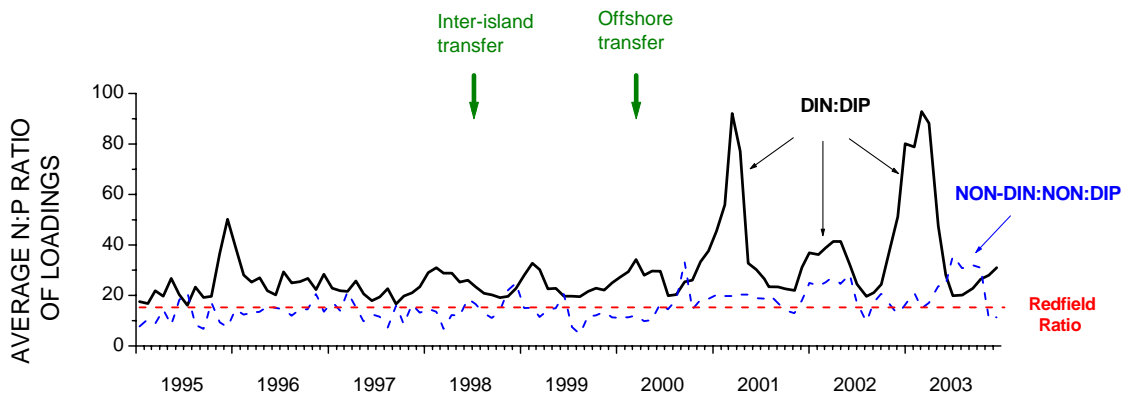 Inter-island
transfer
Offshore
transfer
AVERAGE N:P RATIO
OF LOADINGS
100
80
60
40
20
0
DIN:DIP
NON-DIN:NON:DIP
Redfield
Ratio
1995 1996 1997 1998 1999 2000 2001 2002 2003